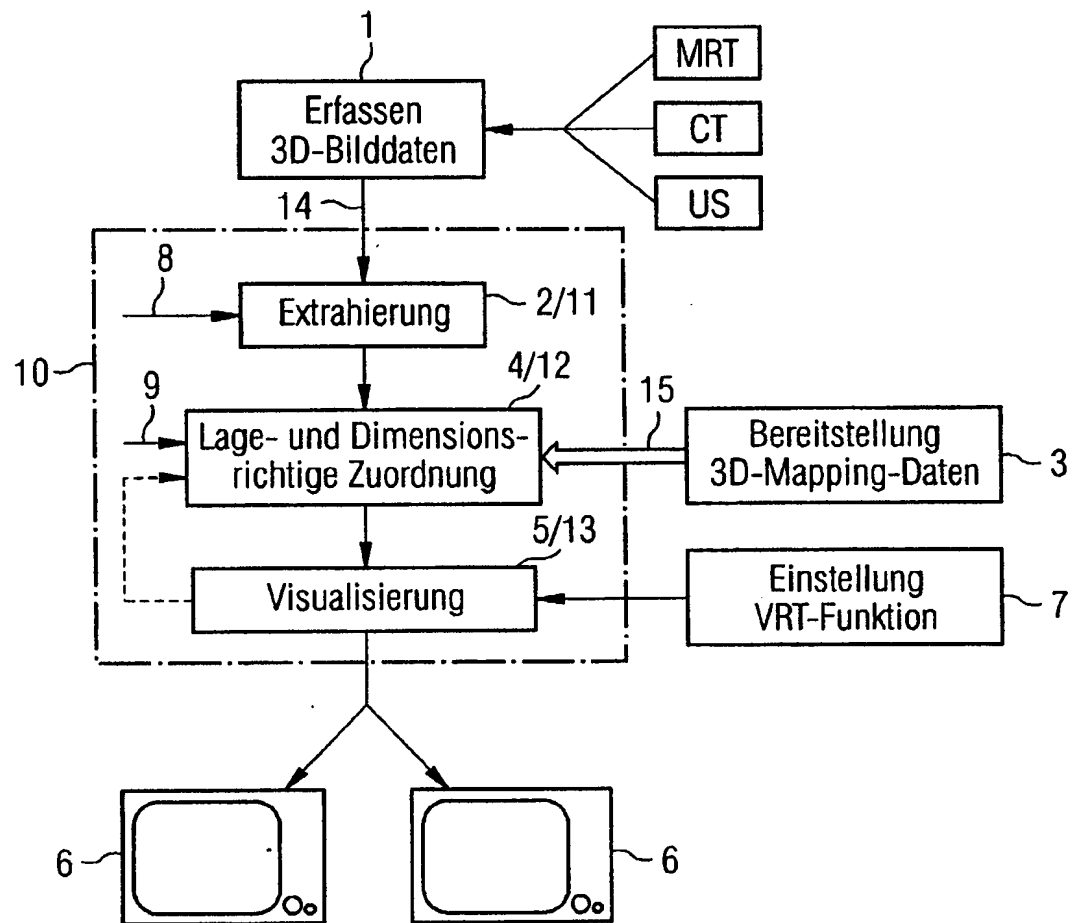 1
MRT
Erfassen
3D-Bilddaten
CT
US
14
8
Extrahierung
2/11
10
4/12
9
15
Lage- und Dimensions-
richtige Zuordnung
Bereitstellung
3D-Mapping-Daten
3
5/13
Visualisierung
Einstellung
VRT-Funktion
7
6
6